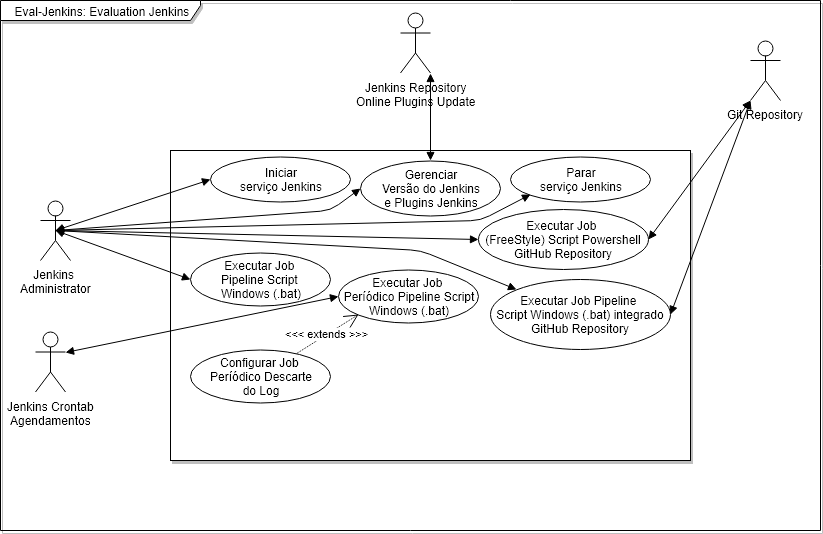 Eval-Jenkins: Evaluation Jenkins
Jenkins Repository
Online Plugins Update
Git Repository
Iniciar
serviço Jenkins
Gerenciar
Versão do Jenkins
e Plugins Jenkins
Parar
serviço Jenkins
Executar Job
(FreeStyle) Script Powershell
GitHub Repository
Jenkins
Administrator
Executar Job
Pipeline Script
Windows (.bat)
Executar Job
Períódico Pipeline Script
Windows (.bat)
Executar Job Pipeline
Script Windows (.bat) integrado
GitHub Repository
<<< extends >>>
Configurar Job
Períódico Descarte
do Log
Jenkins Crontab
Agendamentos